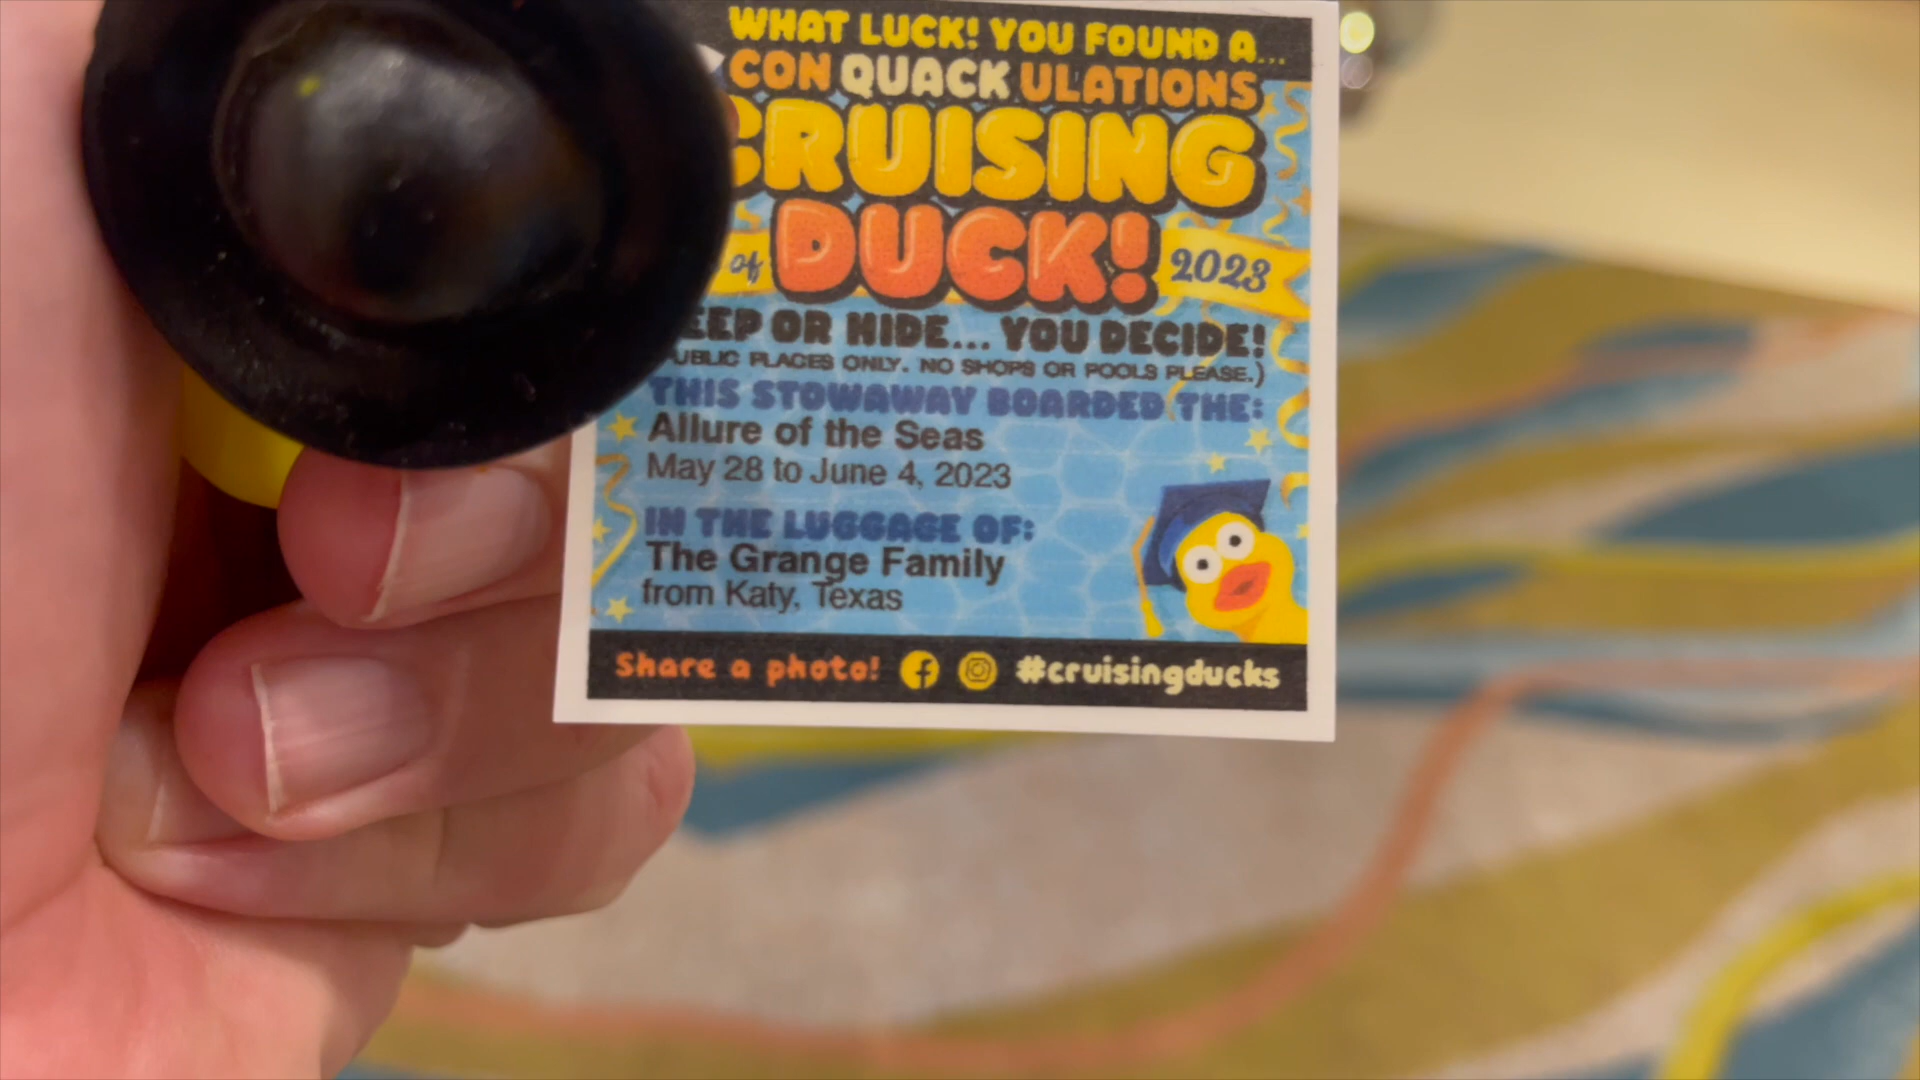 WHAT LUCK! YOU FOUND A...
CON QUACK ULATIONS
CRUISING
DUCK!
of 2023
EEP OR HIDE... YOU DECIDE!
UBLIC PLACES ONLY. NO SHOPS OR POOLS PLEASE.)
THIS STOWAWAY BOARDED THE:
Allure of the Seas
May 28 to June 4, 2023
IN THE LUGGAGE OF:
The Grange Family
from Katy, Texas
Share a photo! #cruisingducks